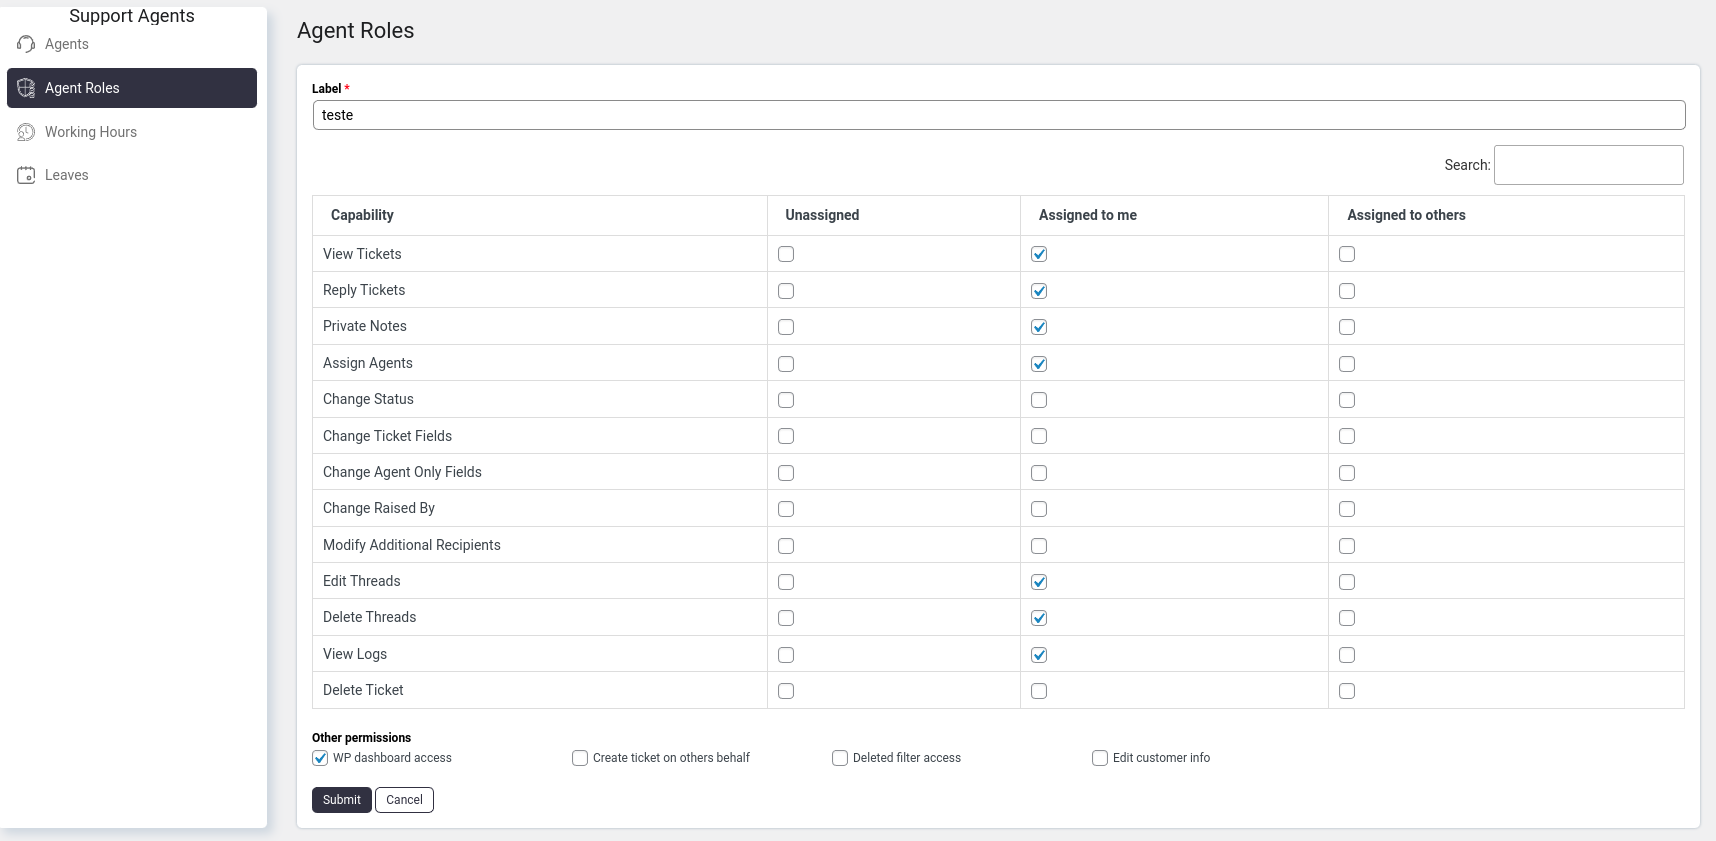 Support Agents
Agents
Agent Roles
Working Hours
Leaves
Agent Roles
Label *
teste
Search:
Capability Unassigned Assigned to me Assigned to others
View Tickets
Reply Tickets
Private Notes
Assign Agents
Change Status
Change Ticket Fields
Change Agent Only Fields
Change Raised By
Modify Additional Recipients
Edit Threads
Delete Threads
View Logs
Delete Ticket
Other permissions
WP dashboard access Create ticket on others behalf Deleted filter access Edit customer info
Submit Cancel